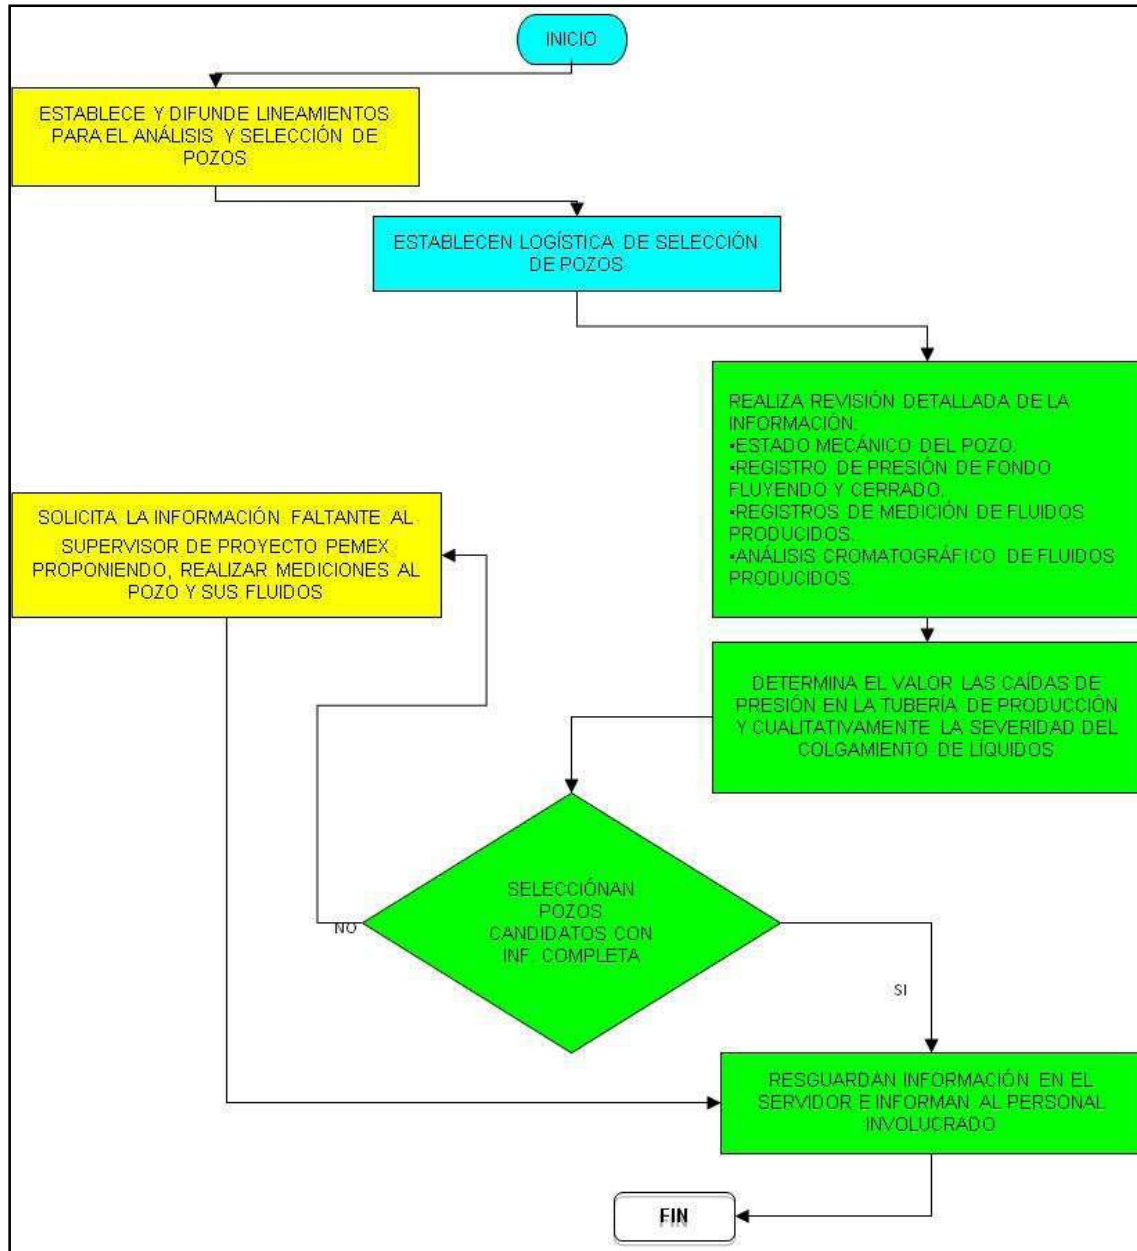 INICIO
ESTABLECE Y DIFUNDE LINEAMIENTOS
PARA EL ANÁLISIS Y SELECCIÓN DE
POZOS
ESTABLECEN LOGÍSTICA DE SELECCIÓN
DE POZOS
REALIZA REVISIÓN DETALLADA DE LA
INFORMACIÓN:
▪ESTADO MECÁNICO DEL POZO.
▪REGISTRO DE PRESIÓN DE FONDO
FLUYENDO Y CERRADO.
▪REGISTROS DE MEDICIÓN DE FLUIDOS
PRODUCIDOS.
▪ANÁLISIS CROMATOGRÁFICO DE FLUIDOS
PRODUCIDOS.
SOLICITA LA INFORMACIÓN FALTANTE AL
SUPERVISOR DE PROYECTO PEMEX
PROPONIENDO, REALIZAR MEDICIONES AL
POZO Y SUS FLUIDOS
DETERMINA EL VALOR LAS CAÍDAS DE
PRESIÓN EN LA TUBERÍA DE PRODUCCIÓN
Y CUALITATIVAMENTE LA SEVERIDAD DEL
COLGAMIENTO DE LÍQUIDOS
SELECCIÓNAN
POZOS
CANDIDATOS CON
INF. COMPLETA
NO
SI
RESGUARDAN INFORMACIÓN EN EL
SERVIDOR E INFORMAN AL PERSONAL
INVOLUCRADO
FIN